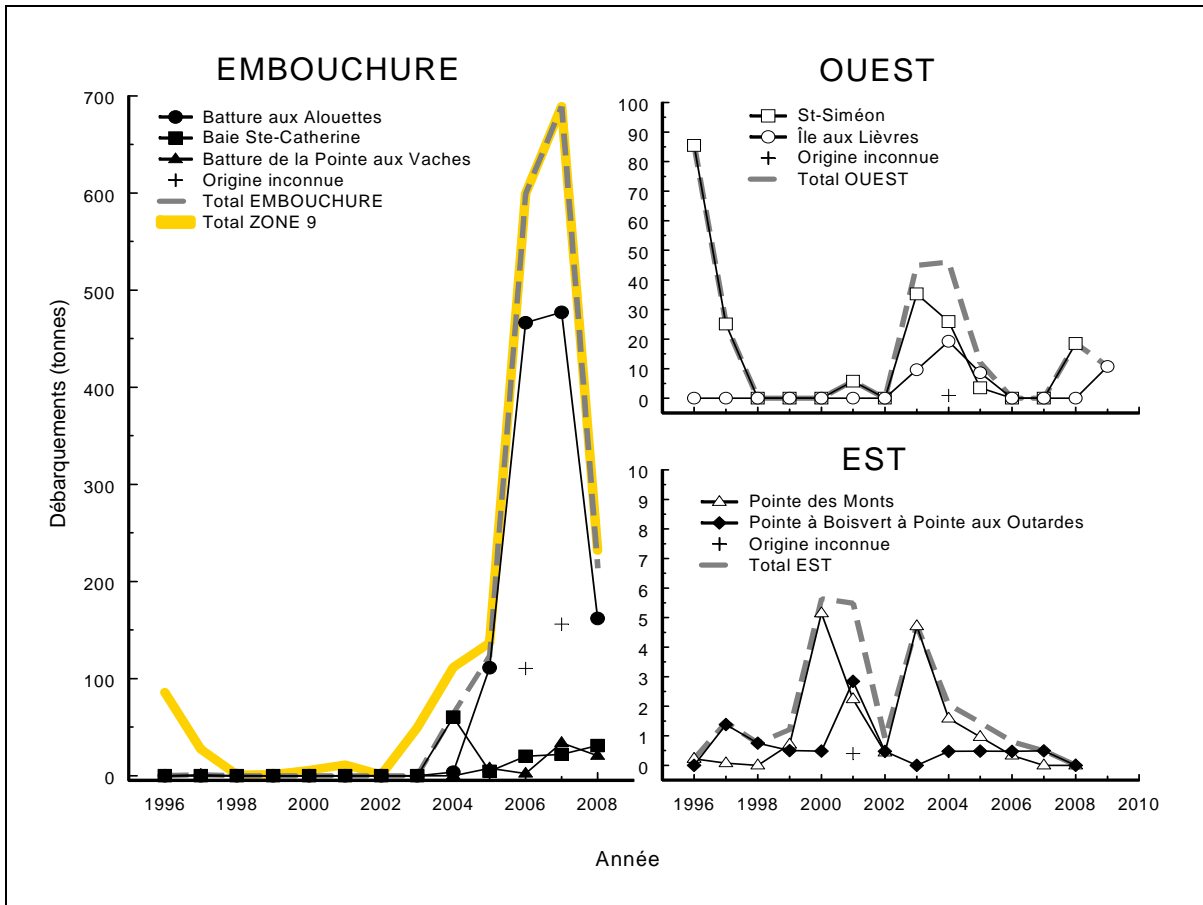 EMBOUCHURE
Débarquements (tonnes)
700
600
500
400
300
200
100
0
Batture aux Alouettes
Baie Ste-Catherine
Batture de la Pointe aux Vaches
Origine inconnue
Total EMBOUCHURE
Total ZONE 9
1996 1998 2000 2002 2004 2006 2008
OUEST
100
90
80
70
60
50
40
30
20
10
0
St-Siméon
Île aux Lièvres
Origine inconnue
Total OUEST
EST
10
9
8
7
6
5
4
3
2
1
0
Pointe des Monts
Pointe à Boisvert à Pointe aux Outardes
Origine inconnue
Total EST
1996 1998 2000 2002 2004 2006 2008 2010
Année